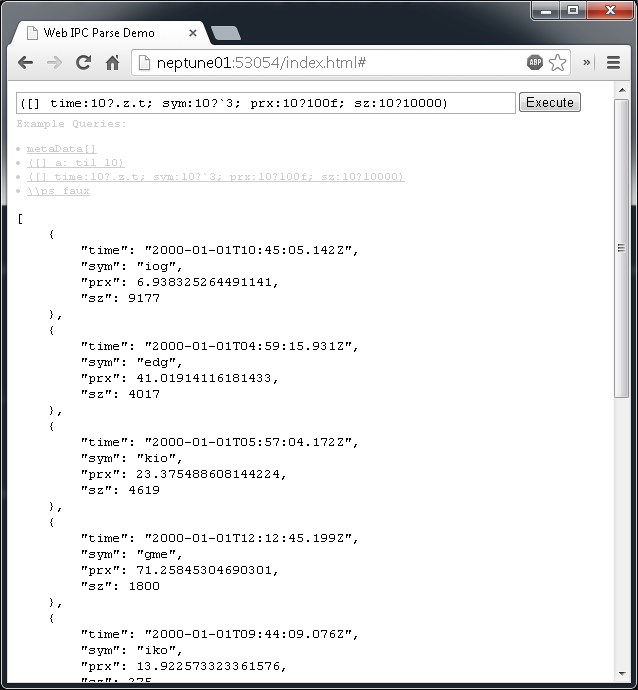 Web IPC Parse Demo
neptune01:53054/index.html#
ABP
([] time:10?.z.t; sym:10?`3; prx:10?100f; sz:10?10000)
Execute
Example Queries:
metaData[]
([] a: til 10)
([] time:10?.z.t; sym:10?`3; prx:10?100f; sz:10?10000)
\\ps faux
[
    {
        "time": "2000-01-01T10:45:05.142Z",
        "sym": "iog",
        "prx": 6.938325264491141,
        "sz": 9177
    },
    {
        "time": "2000-01-01T04:59:15.931Z",
        "sym": "edg",
        "prx": 41.01914116181433,
        "sz": 4017
    },
    {
        "time": "2000-01-01T05:57:04.172Z",
        "sym": "kio",
        "prx": 23.375488608144224,
        "sz": 4619
    },
    {
        "time": "2000-01-01T12:12:45.199Z",
        "sym": "gme",
        "prx": 71.25845304690301,
        "sz": 1800
    },
    {
        "time": "2000-01-01T09:44:09.076Z",
        "sym": "iko",
        "prx": 13.922573323361576,
        "sz": 275